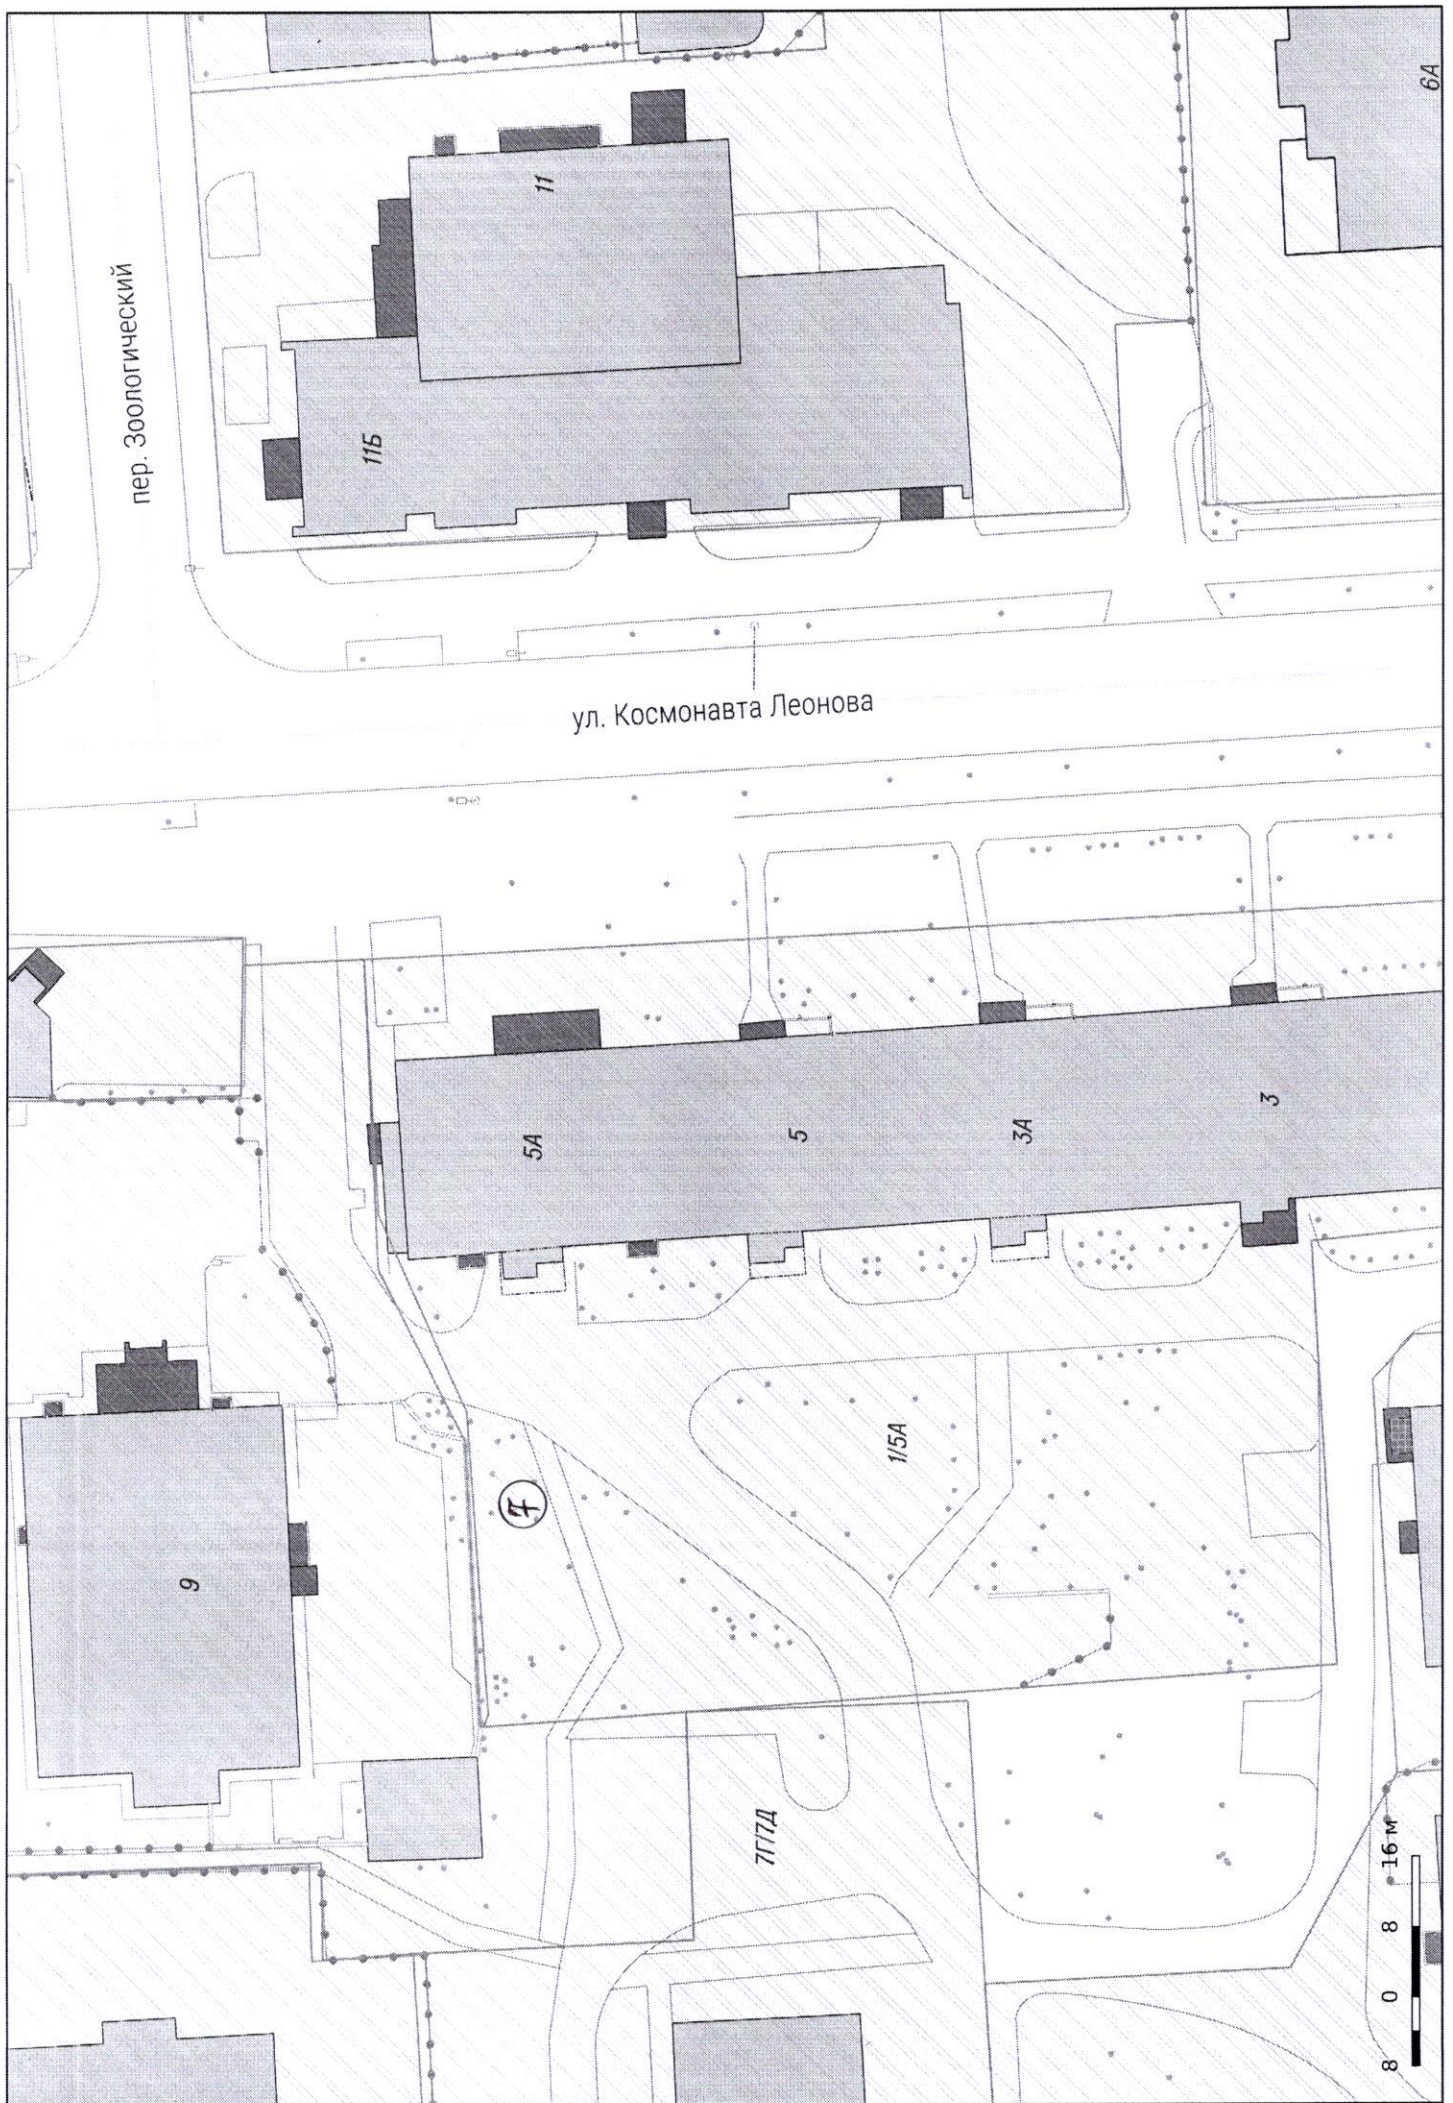 6А
11
пер. Зоологический
11Б
ул. Космонавта Леонова
5А
5
3А
3
1/5А
7
9
7Г/7Д
8 0 8 16 м